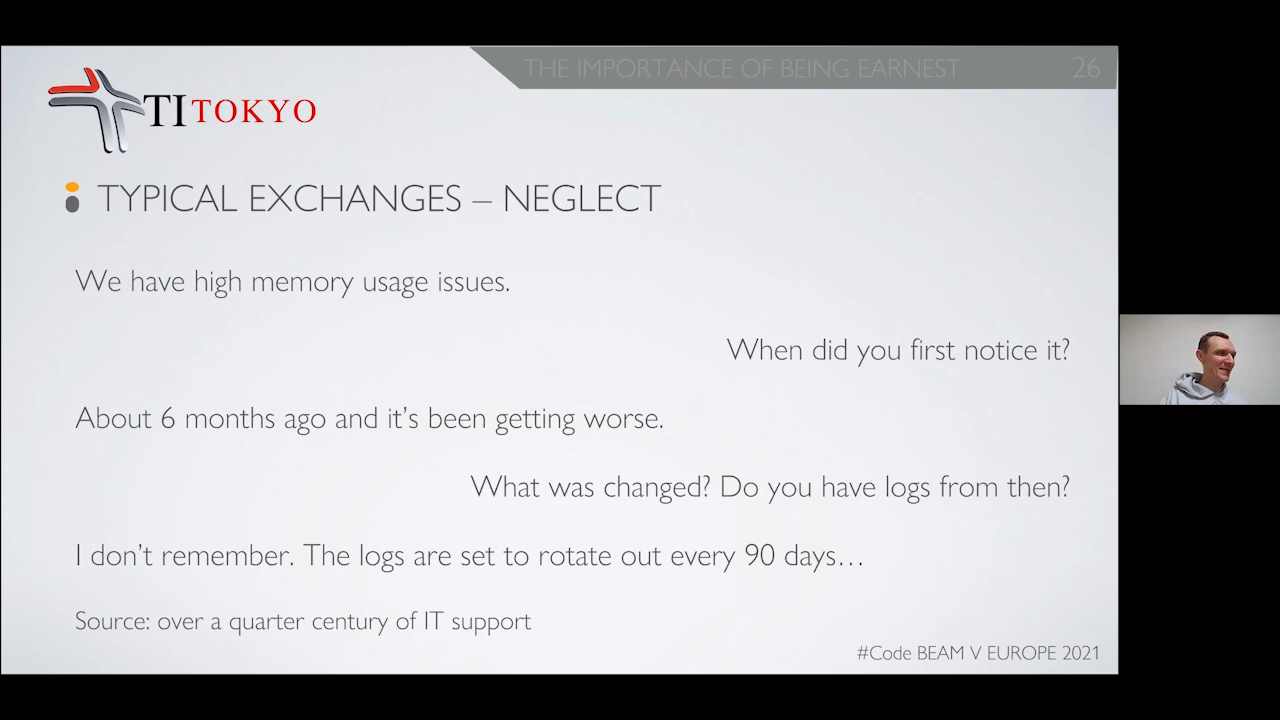 THE IMPORTANCE OF BEING EARNEST 26
TI TOKYO
TYPICAL EXCHANGES – NEGLECT
We have high memory usage issues.
When did you first notice it?
About 6 months ago and it’s been getting worse.
What was changed? Do you have logs from then?
I don’t remember. The logs are set to rotate out every 90 days…
Source: over a quarter century of IT support
#Code BEAM V EUROPE 2021